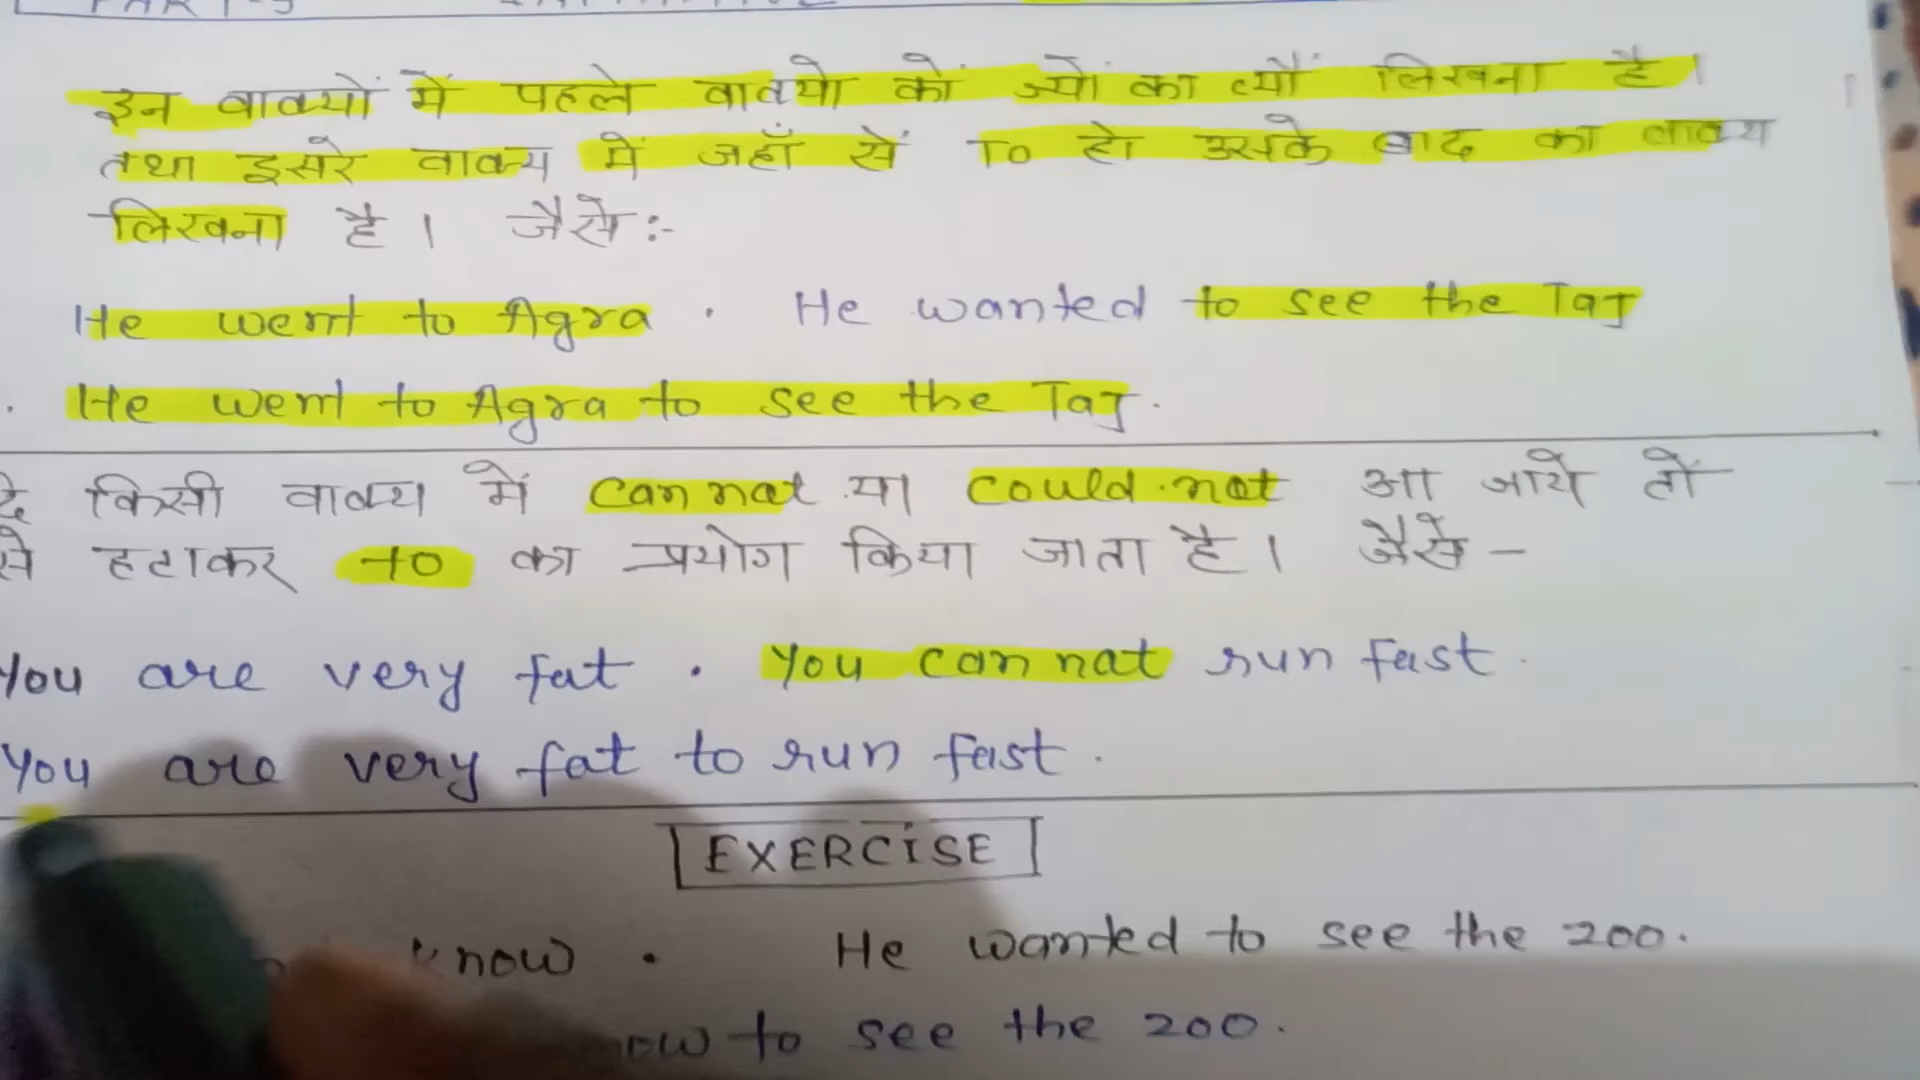 PART-3
इन वाक्यों में पहले वाक्यो को ज्यों का त्यौं लिखना है।
तथा दूसरे वाक्य में जहाँ से To हो उसके बाद का वाक्य
लिखना है। जैसे:-
He went to Agra. He wanted to see the Taj
He went to Agra to see the Taj.
किसी वाक्य में can not या could not आ जाये तो
से हटाकर to का प्रयोग किया जाता है। जैसे -
You are very fat. You can not run fast.
You are very fat to run fast.
EXERCISE
know. He wanted to see the zoo.
to see the zoo.